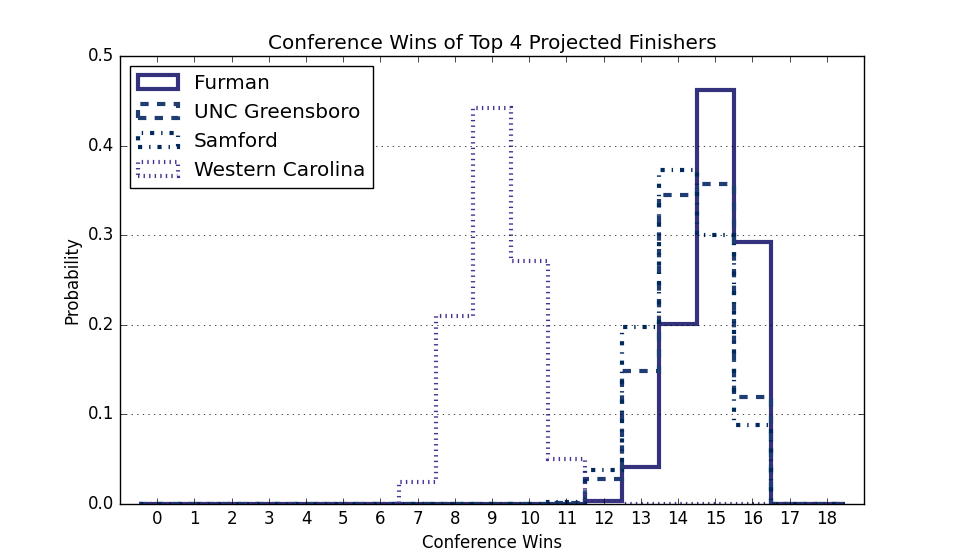 Conference Wins of Top 4 Projected Finishers
0.5
Furman
UNC Greensboro
Samford
Western Carolina
0.4
0.3
0.2
0.1
0.0
Probability
0 1 2 3 4 5 6 7 8 9 10 11 12 13 14 15 16 17 18
Conference Wins